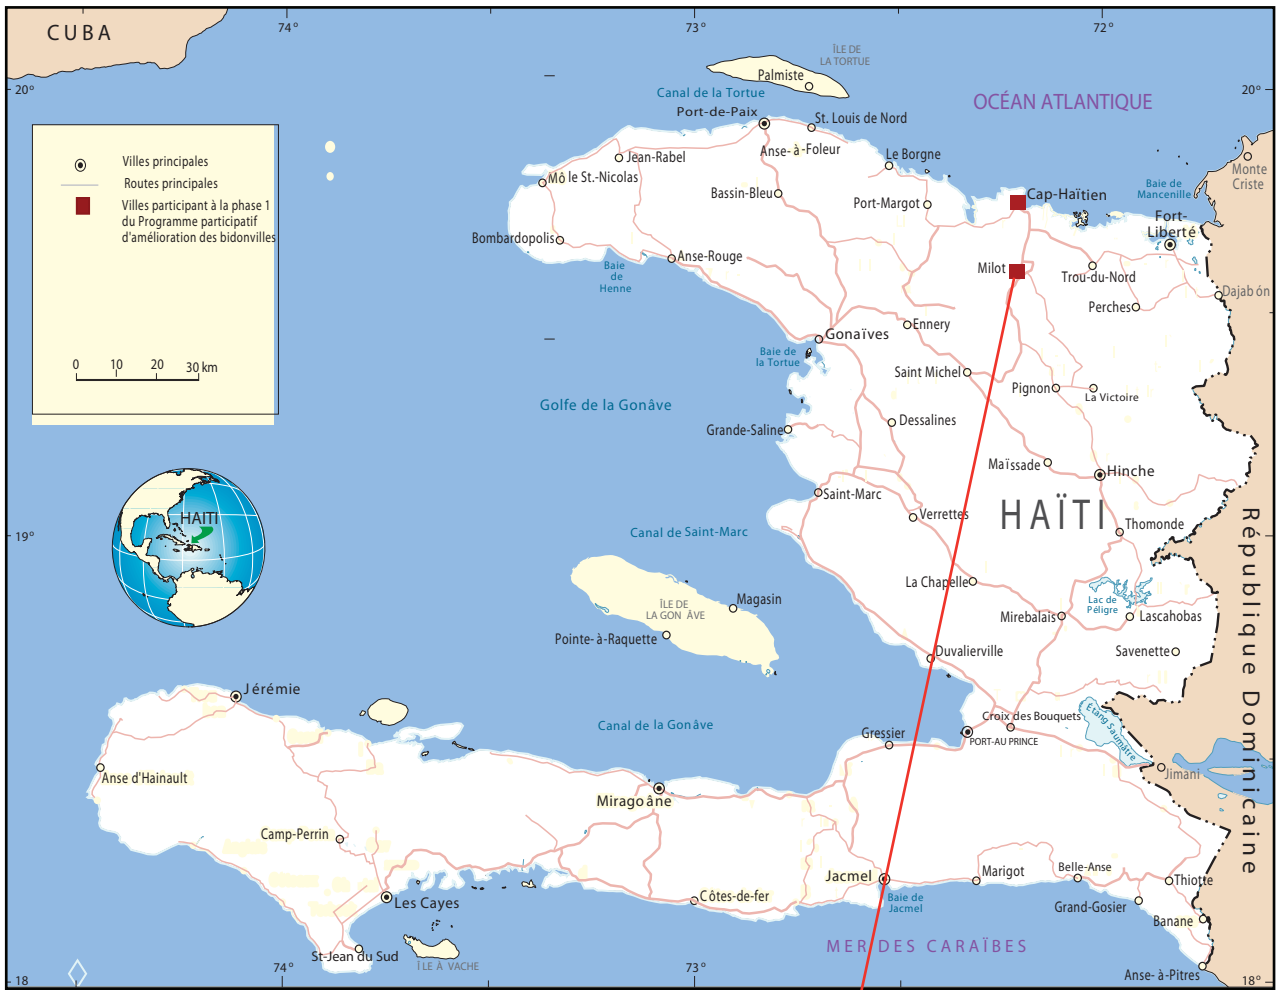 CUBA
74°
73°
72°
20°
20°
ÎLE DE
LA TORTUE
Palmiste
Canal de la Tortue
OCÉAN ATLANTIQUE
Port-de-Paix
St. Louis de Nord
Anse- à-Foleur
Le Borgne
Jean-Rabel
Mô le St.-Nicolas
Bassin-Bleu
Port-Margot
Cap-Haïtien
Baie de
Mancenille
Monte
Criste
Fort-
Liberté
Bombardopolis
Anse-Rouge
Baie
de
Henne
Milot
Trou-du-Nord
Perches
Dajab ón
Villes principales
Routes principales
Villes participant à la phase 1
du Programme participatif
d'amélioration des bidonvilles
0 10 20 30 km
Ennery
Gonaïves
Baie de
la Tortue
Saint Michel
Pignon
La Victoire
Golfe de la Gonâve
Grande-Saline
Dessalines
Maïssade
Hinche
HAITI
Saint-Marc
Verrettes
HAÏTI
Thomonde
19°
Canal de Saint-Marc
La Chapelle
Lac de
Péligre
ÎLE DE
LA GON ÂVE
Magasin
Pointe- à-Raquette
Mirebalais
Lascahobas
Duvalierville
Savenette
République Dominicaine
Jérémie
Canal de la Gonâve
Croix des Bouquets
Gressier
PORT-AU PRINCE
Étang Saumâtre
Jimani
Anse d'Hainault
Miragoâne
Camp-Perrin
Jacmel
Marigot
Belle-Anse
Thiotte
Les Cayes
Côtes-de-fer
Baie de
Jacmel
Grand-Gosier
Banane
St-Jean du Sud
ÎLE À VACHE
MER DES CARAÏBES
Anse- à-Pitres
18
74°
73°
18°